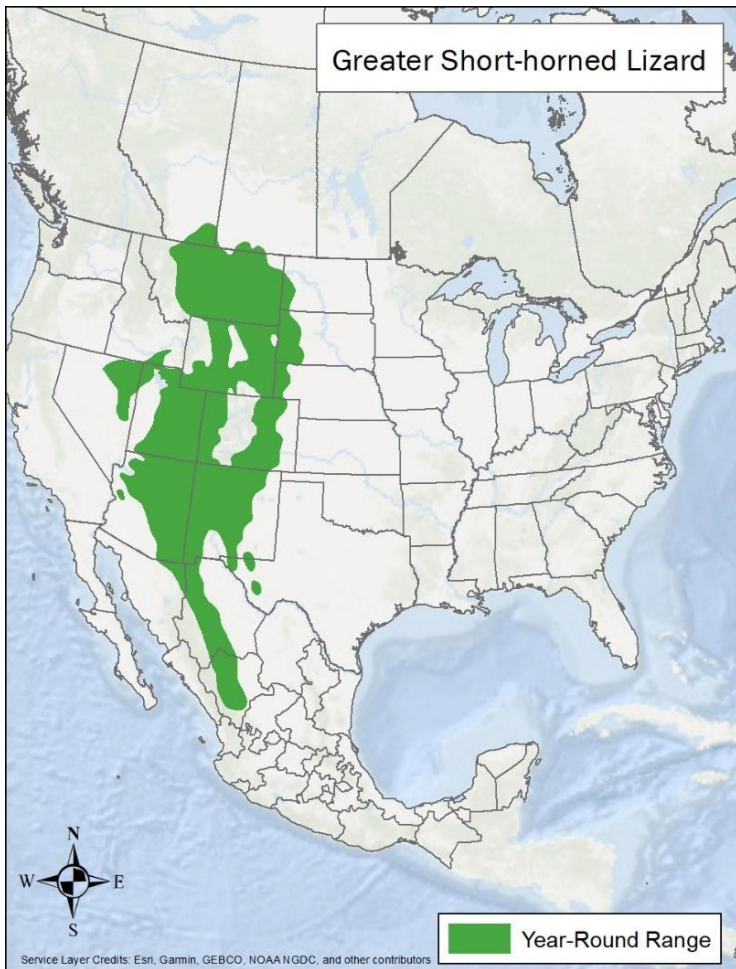 Greater Short-horned Lizard
N
W E
S
Year-Round Range
Service Layer Credits: Esri, Garmin, GEBCO, NOAA NGDC, and other contributors